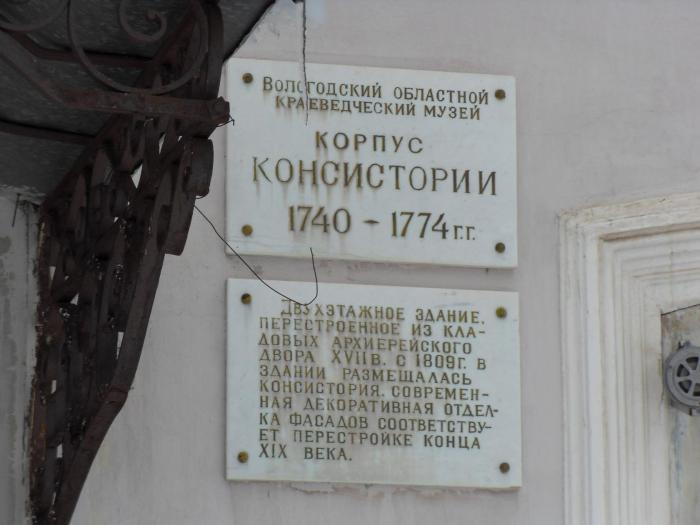 Вологодский областной
краеведческий музей
КОРПУС
КОНСИСТОРИИ
1740 - 1774 г.г.
Двухэтажное здание,
перестроенное из кла-
довых архиерейского
двора XVII в. с 1809г. в
здании размещалась
консистория. современ-
ная декоративная отдел-
ка фасадов соответству-
ет перестройке конца
XIX века.